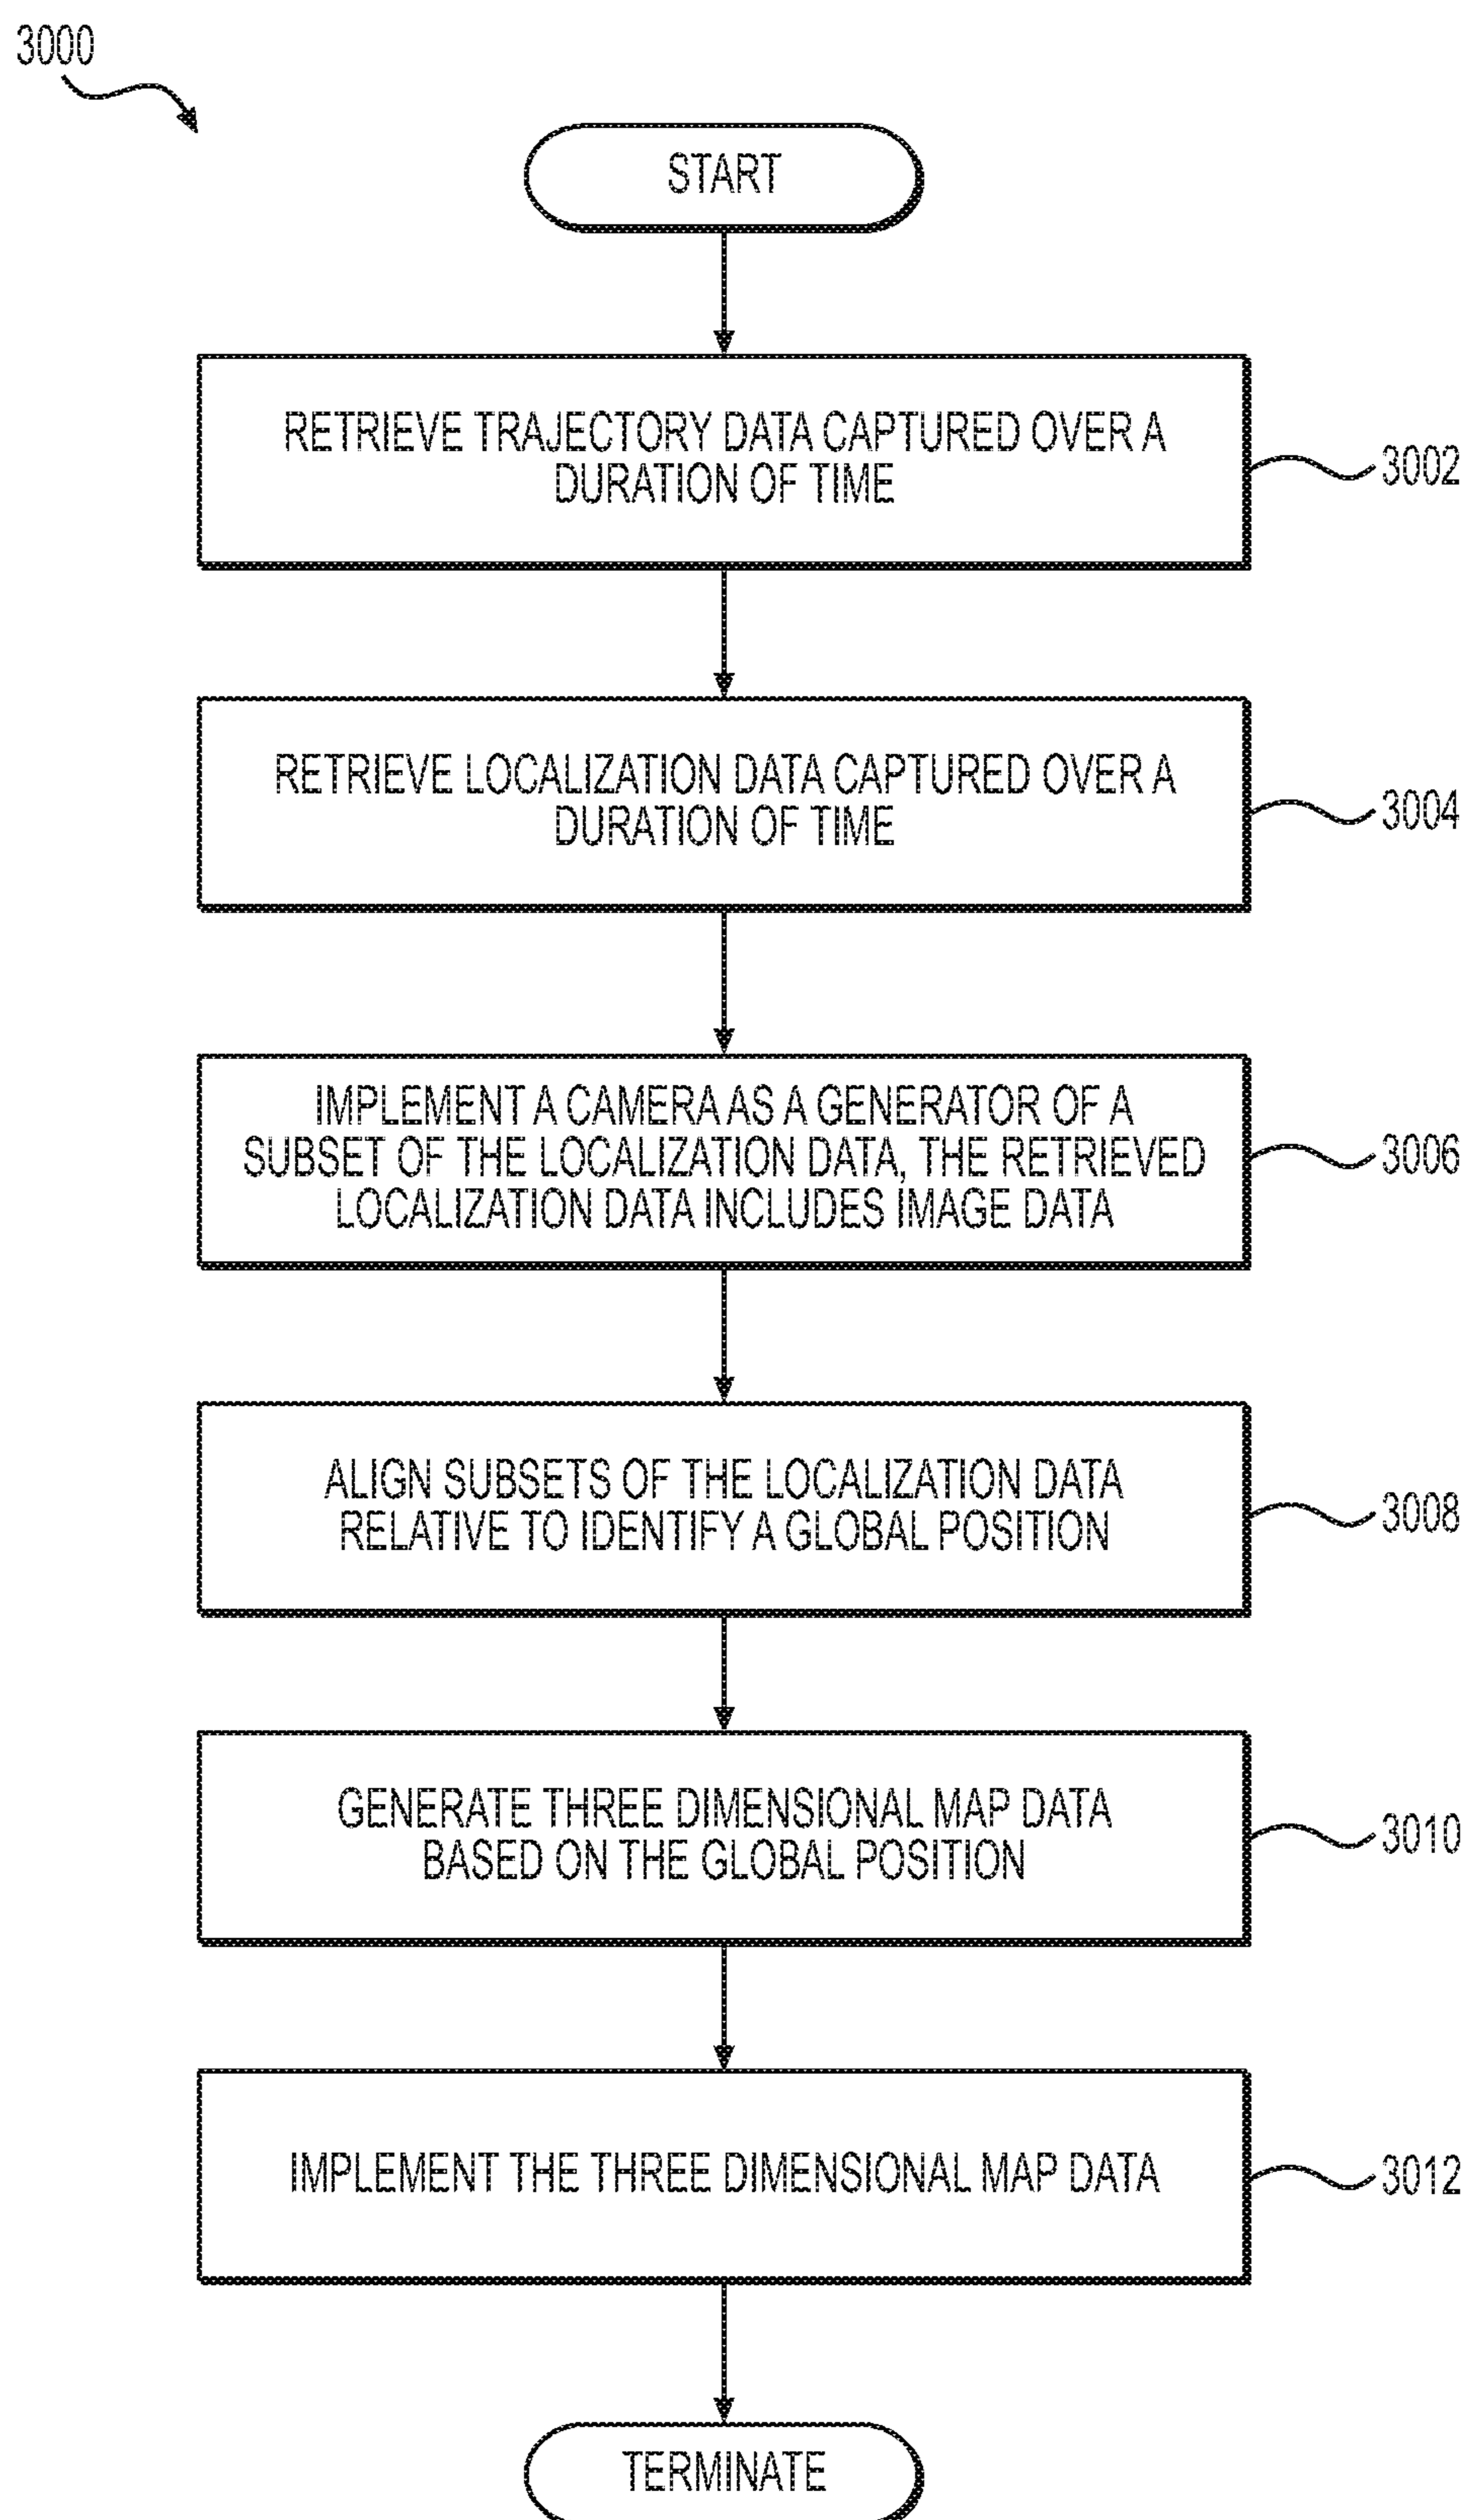 3000
START
RETRIEVE TRAJECTORY DATA CAPTURED OVER A
DURATION OF TIME
3002
RETRIEVE LOCALIZATION DATA CAPTURED OVER A
DURATION OF TIME
3004
IMPLEMENT A CAMERA AS A GENERATOR OF A
SUBSET OF THE LOCALIZATION DATA, THE RETRIEVED
LOCALIZATION DATA INCLUDES IMAGE DATA
3006
ALIGN SUBSETS OF THE LOCALIZATION DATA
RELATIVE TO IDENTIFY A GLOBAL POSITION
3008
GENERATE THREE DIMENSIONAL MAP DATA
BASED ON THE GLOBAL POSITION
3010
IMPLEMENT THE THREE DIMENSIONAL MAP DATA
3012
TERMINATE